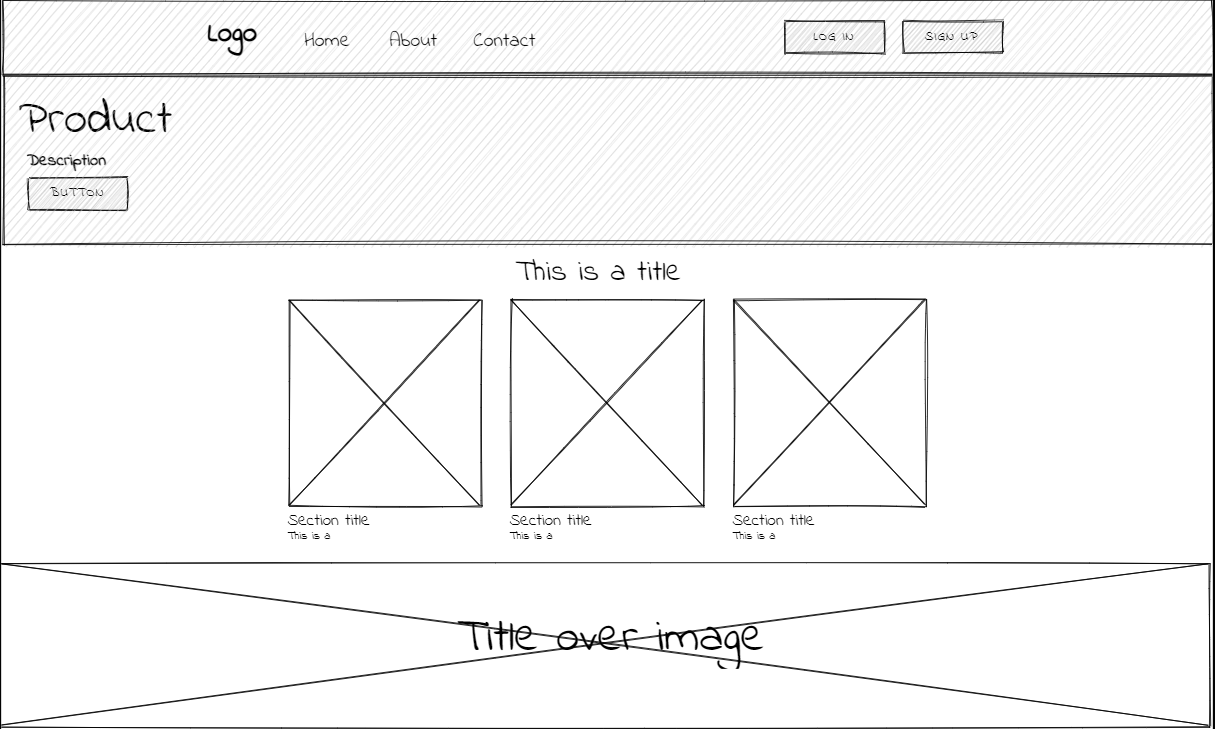 Logo Home About Contact LOG IN SIGN UP
Product
Description
BUTTON
This is a title
Section title Section title Section title
This is a This is a This is a
Title over image